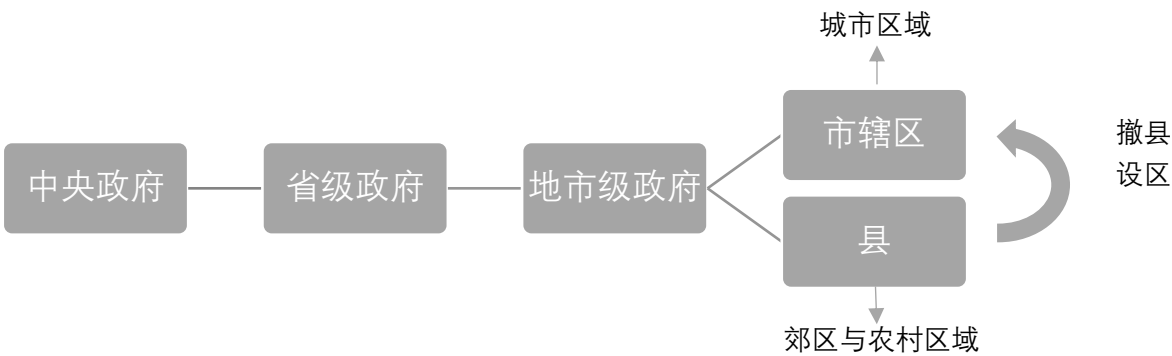 城市区域
市辖区
撤县
设区
中央政府
省级政府
地市级政府
县
郊区与农村区域